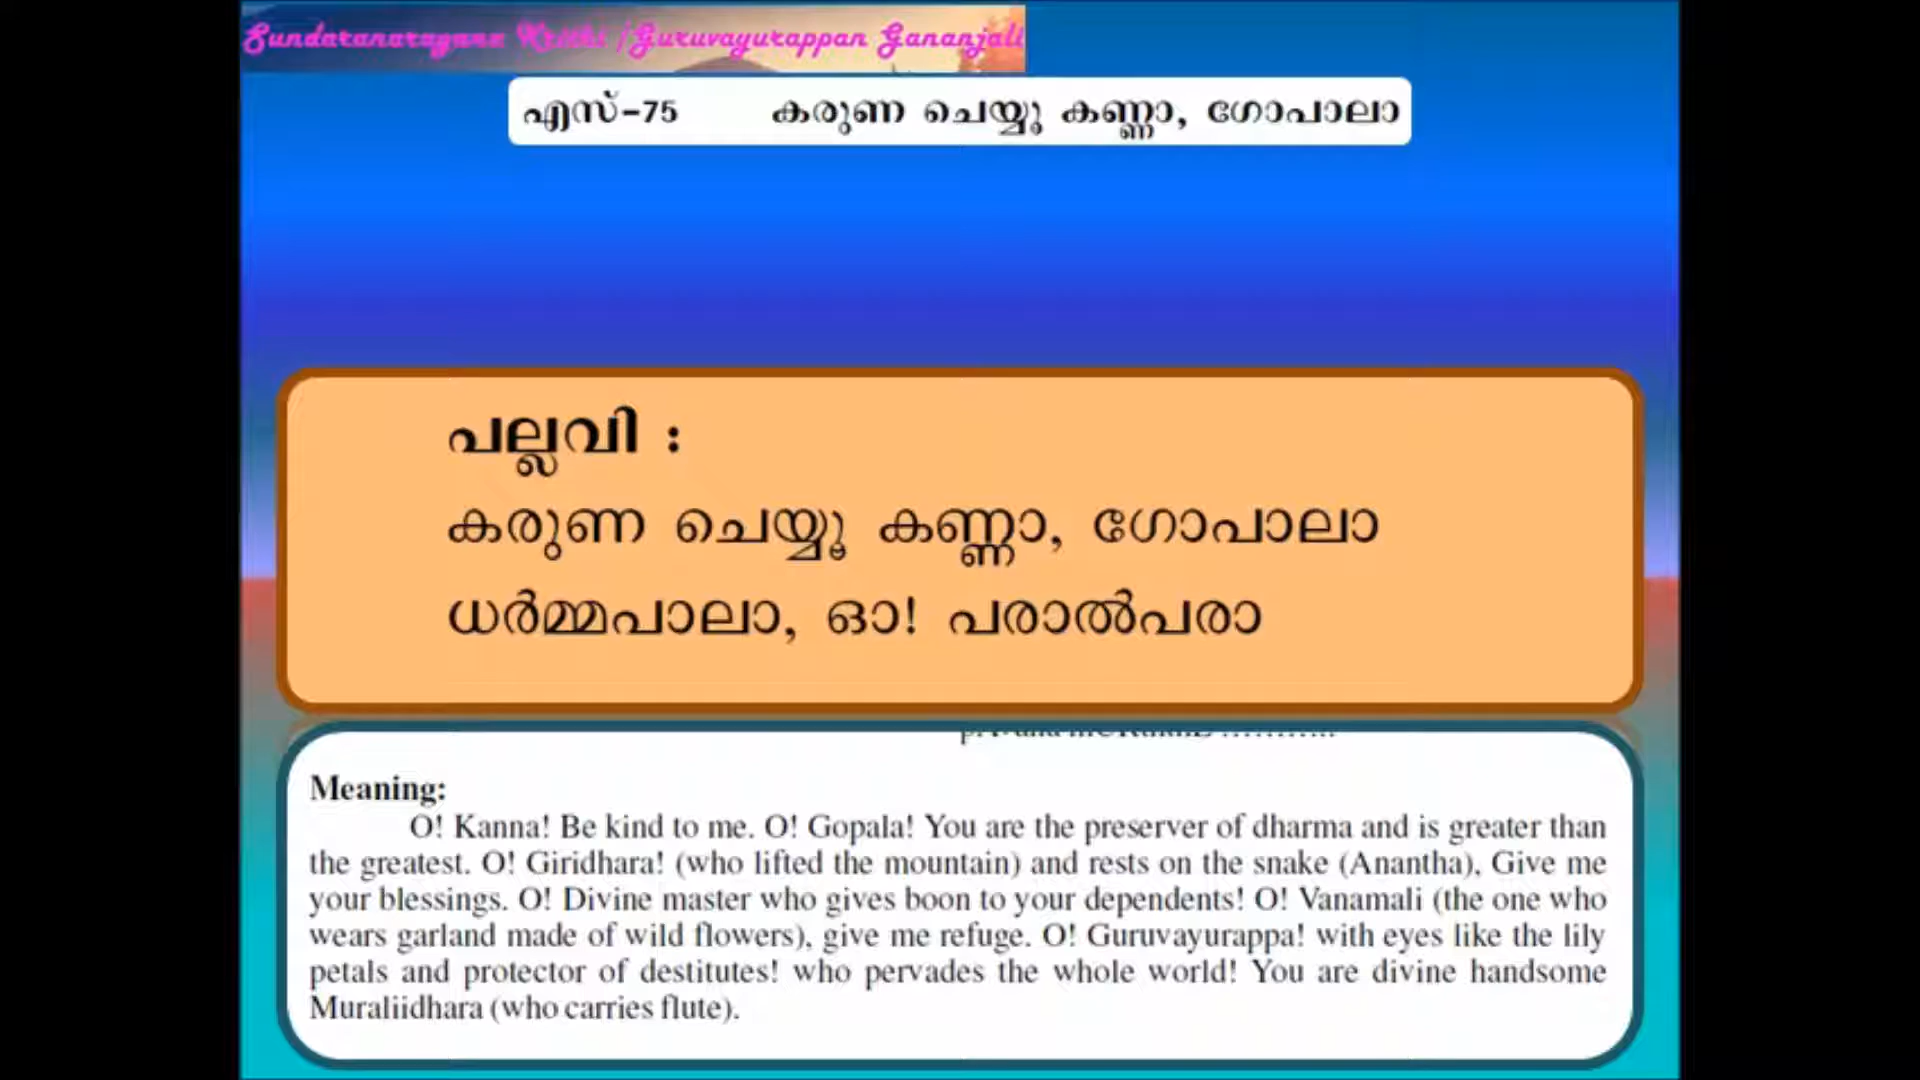 Sundaranarayana Krithi /Guruvayurappan Gananjali
എസ്-75 കരുണ ചെയ്യൂ കണ്ണാ, ഗോപാലാ
പല്ലവി :
കരുണ ചെയ്യൂ കണ്ണാ, ഗോപാലാ
ധർമ്മപാലാ, ഓ! പരാൽപരാ
Meaning:
O! Kanna! Be kind to me. O! Gopala! You are the preserver of dharma and is greater than
the greatest. O! Giridhara! (who lifted the mountain) and rests on the snake (Anantha), Give me
your blessings. O! Divine master who gives boon to your dependents! O! Vanamali (the one who
wears garland made of wild flowers), give me refuge. O! Guruvayurappa! with eyes like the lily
petals and protector of destitutes! who pervades the whole world! You are divine handsome
Muraliidhara (who carries flute).